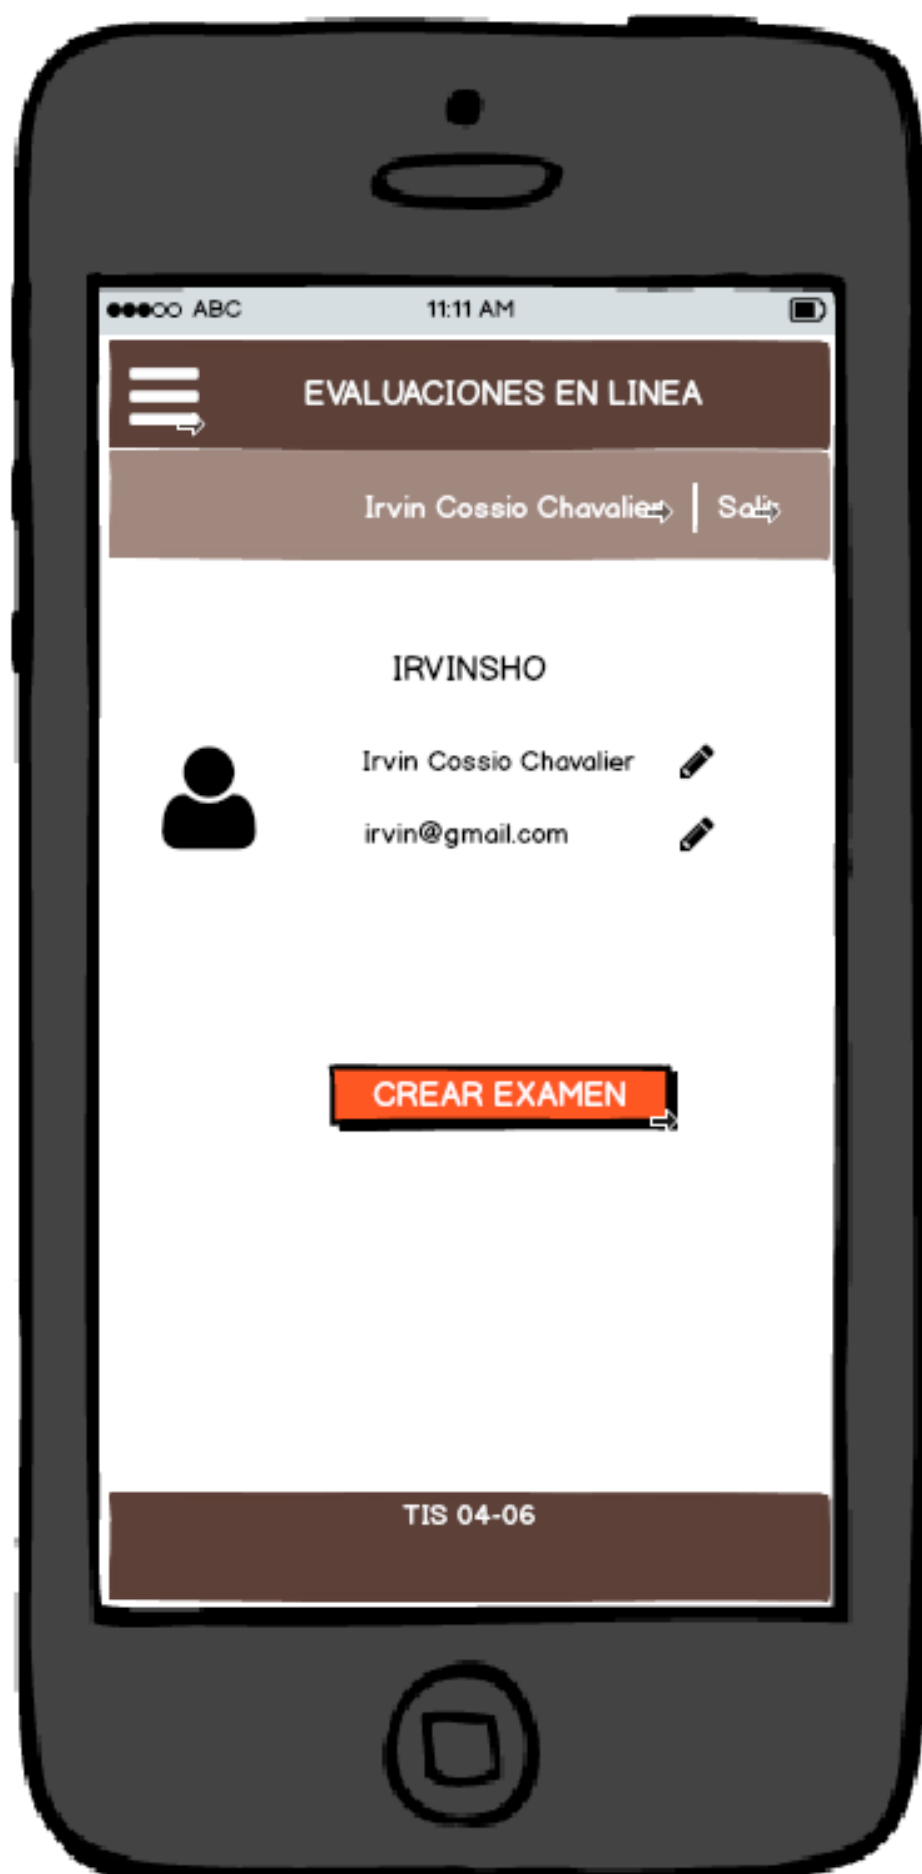 ABC 11:11 AM
EVALUACIONES EN LINEA
Irvin Cossio Chavalier | Salir
IRVINSHO
Irvin Cossio Chavalier
irvin@gmail.com
CREAR EXAMEN
TIS 04-06